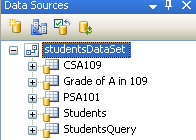 Data Sources
studentsDataSet
CSA109
Grade of A in 109
PSA101
Students
StudentsQuery